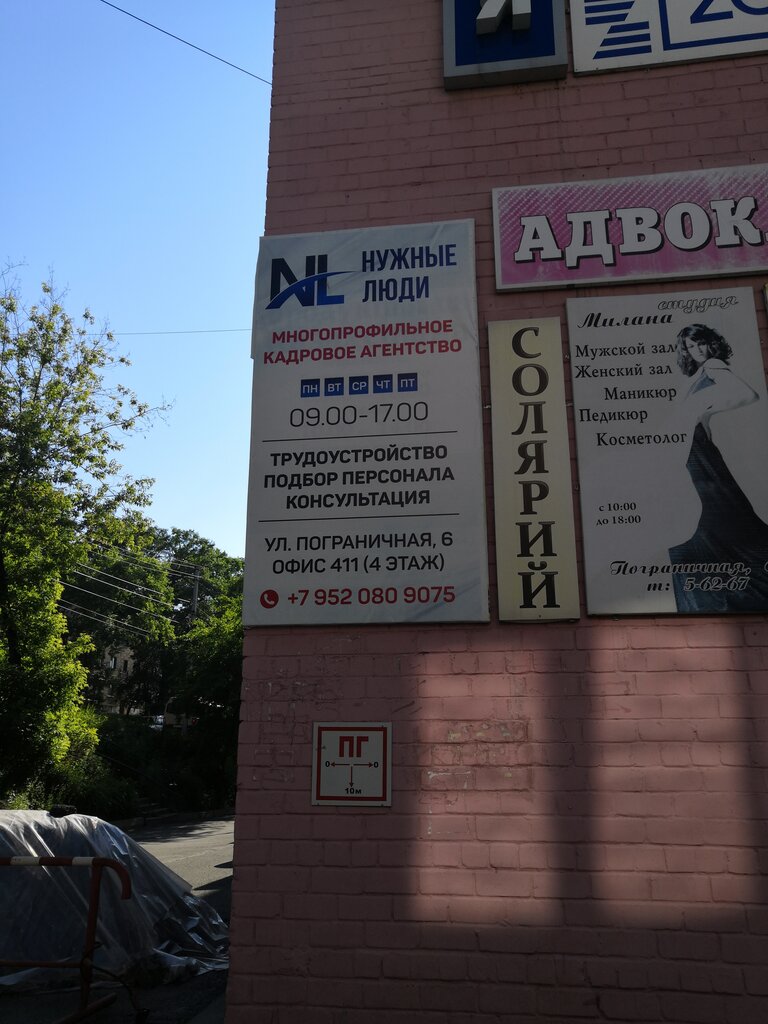 АДВОК
NL НУЖНЫЕ
ЛЮДИ
МНОГОПРОФИЛЬНОЕ
КАДРОВОЕ АГЕНТСТВО
ПН ВТ СР ЧТ ПТ
09.00-17.00
ТРУДОУСТРОЙСТВО
ПОДБОР ПЕРСОНАЛА
КОНСУЛЬТАЦИЯ
УЛ. ПОГРАНИЧНАЯ, 6
ОФИС 411 (4 ЭТАЖ)
+7 952 080 9075
СОЛЯРИЙ
студия
Милана
Мужской зал
Женский зал
Маникюр
Педикюр
Косметолог
с 10:00
до 18:00
Пограничная,
т: 5-62-67
ПГ
0 0
10м